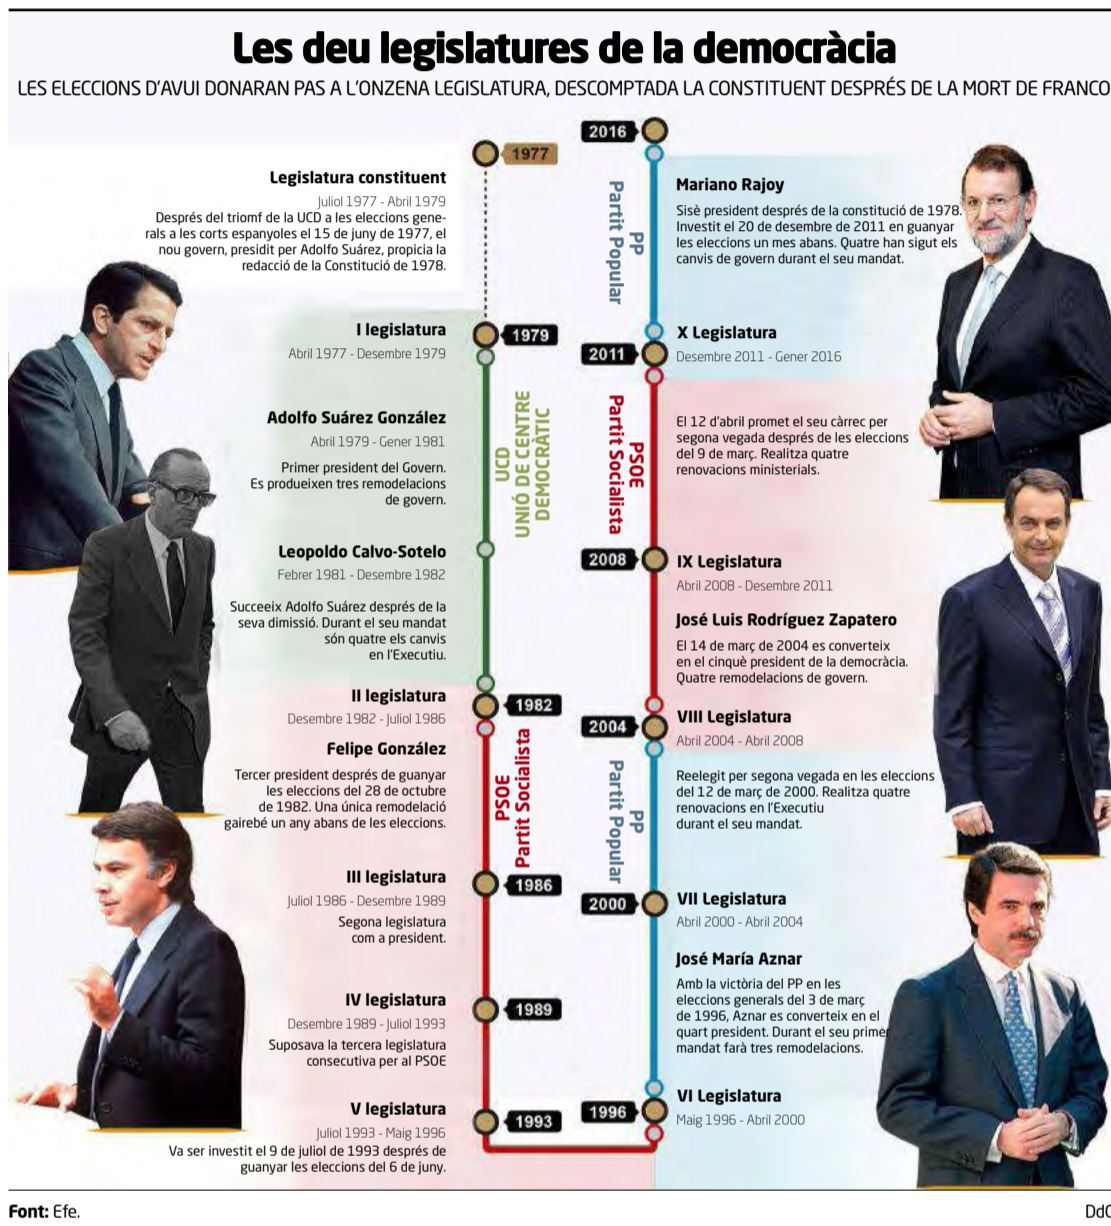 Les deu legislatures de la democràcia
LES ELECCIONS D'AVUI DONARAN PAS A L'ONZENA LEGISLATURA, DESCOMPTADA LA CONSTITUENT DESPRÉS DE LA MORT DE FRANCO
1977
Legislatura constituent
Juliol 1977 - Abril 1979
Després del triomf de la UCD a les eleccions gene-
rals a les corts espanyoles el 15 de juny de 1977, el
nou govern, presidit per Adolfo Suárez, propicia la
redacció de la Constitució de 1978.
1979
I legislatura
Abril 1977 - Desembre 1979
Adolfo Suárez González
Abril 1979 - Gener 1981
Primer president del Govern.
Es produeixen tres remodelacions
de govern.
UCD
UNIÓ DE CENTRE
DEMOCRÀTIC
Leopoldo Calvo-Sotelo
Febrer 1981 - Desembre 1982
Succeeix Adolfo Suárez després de la
seva dimissió. Durant el seu mandat
són quatre els canvis
en l'Executiu.
1982
II legislatura
Desembre 1982 - Juliol 1986
Felipe González
Tercer president després de guanyar
les eleccions del 28 de octubre
de 1982. Una única remodelació
gairebé un any abans de les eleccions.
PSOE
Partit Socialista
1986
III legislatura
Juliol 1986 - Desembre 1989
Segona legislatura
com a president.
1989
IV legislatura
Desembre 1989 - Juliol 1993
Suposava la tercera legislatura
consecutiva per al PSOE
1993
V legislatura
Juliol 1993 - Maig 1996
Va ser investit el 9 de juliol de 1993 després de
guanyar les eleccions del 6 de juny.
2016
PP
Partit Popular
Mariano Rajoy
Sisè president després de la constitució de 1978.
Investit el 20 de desembre de 2011 en guanyar
les eleccions un mes abans. Quatre han sigut els
canvis de govern durant el seu mandat.
X Legislatura
2011
Desembre 2011 - Gener 2016
PSOE
Partit Socialista
El 12 d'abril promet el seu càrrec per
segona vegada després de les eleccions
del 9 de març. Realitza quatre
renovacions ministerials.
2008
IX Legislatura
Abril 2008 - Desembre 2011
José Luis Rodríguez Zapatero
El 14 de març de 2004 es converteix
en el cinquè president de la democràcia.
Quatre remodelacions de govern.
2004
VIII Legislatura
Abril 2004 - Abril 2008
PP
Partit Popular
Reelegit per segona vegada en les eleccions
del 12 de març de 2000. Realitza quatre
renovacions en l'Executiu
durant el seu mandat.
2000
VII Legislatura
Abril 2000 - Abril 2004
José María Aznar
Amb la victòria del PP en les
eleccions generals del 3 de març
de 1996, Aznar es converteix en el
quart president. Durant el seu primer
mandat farà tres remodelacions.
1996
VI Legislatura
Maig 1996 - Abril 2000
Font: Efe.